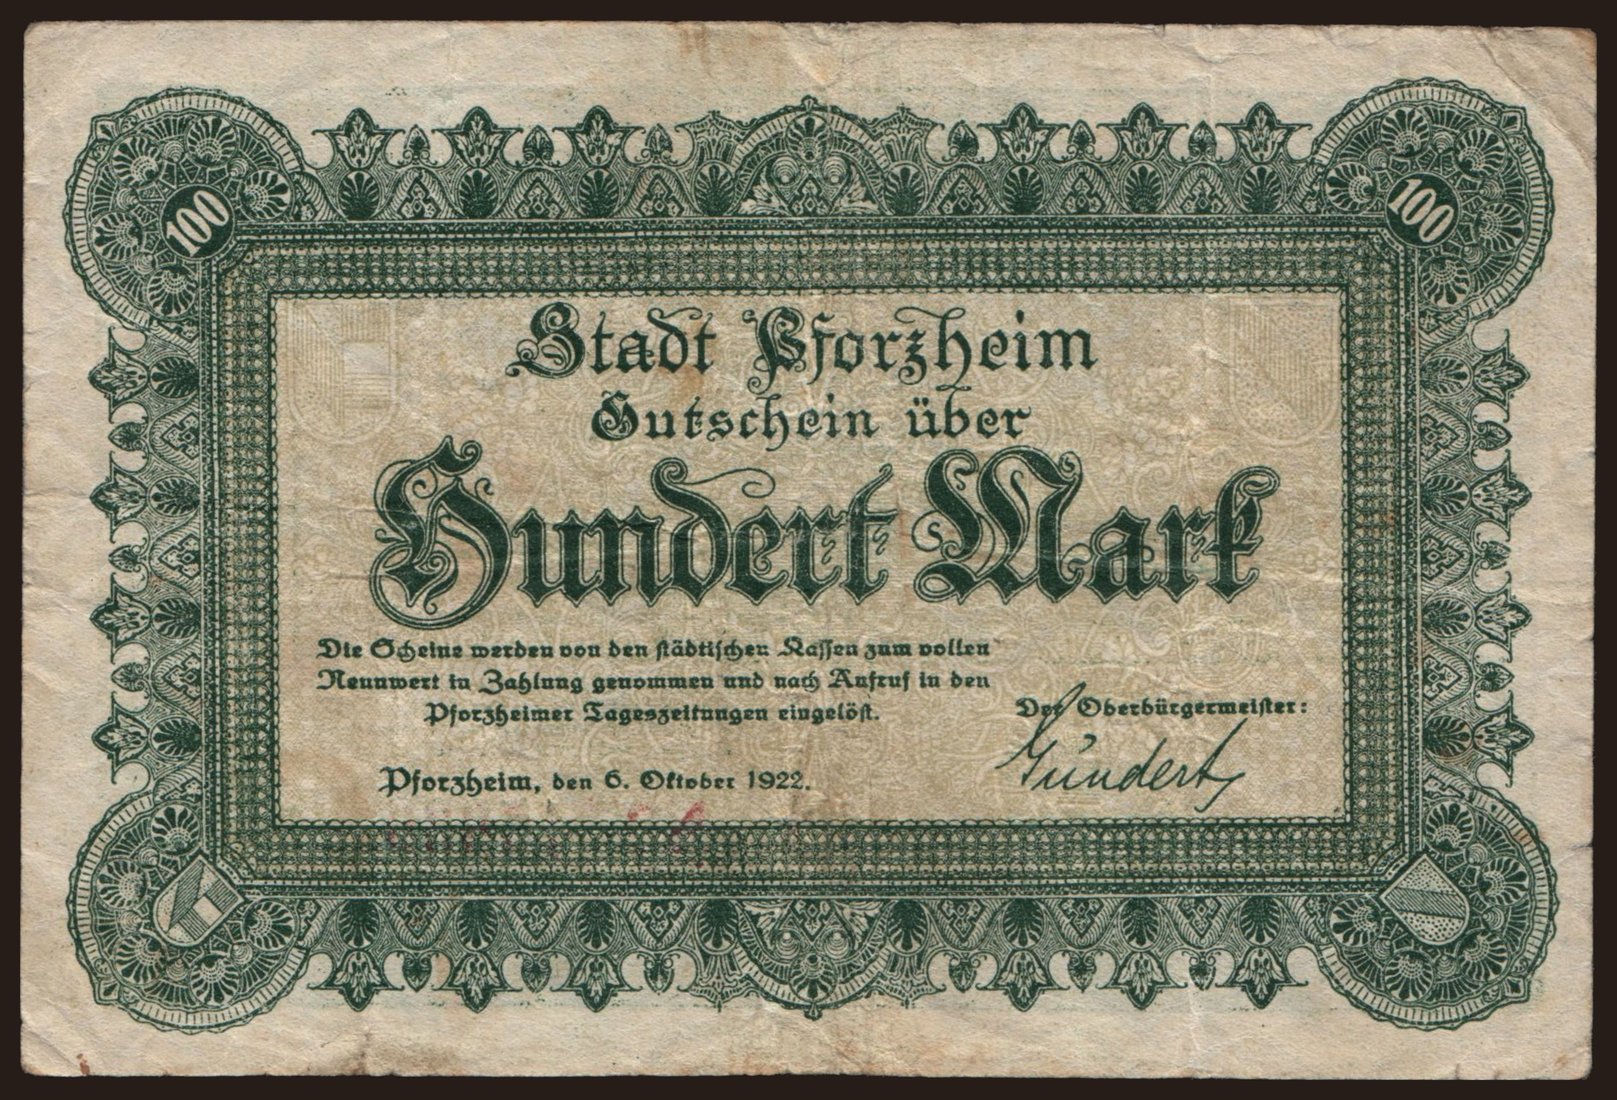 100
100
Stadt Pforzheim
Gutschein über
Hundert Mark
Die Scheine werden von den städtischen Kassen zum vollen
Nennwert in Zahlung genommen und nach Aufruf in den
Pforzheimer Tageszeitungen eingelöst.
Der Oberbürgermeister:
Gündert
Pforzheim, den 6. Oktober 1922.